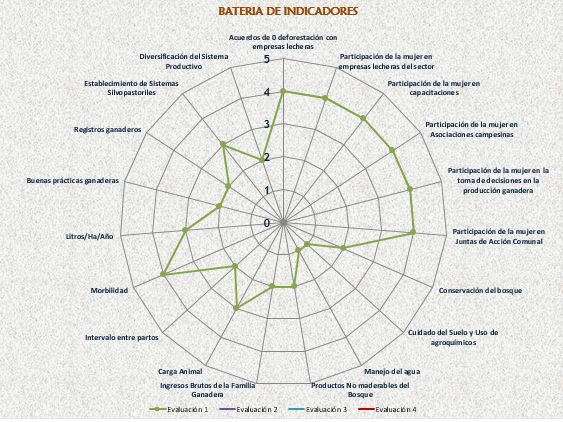 BATERIA DE INDICADORES
Acuerdos de 0 deforestación con
empresas lecheras
Participación de la mujer en
empresas lecheras del sector
Participación de la mujer en
capacitaciones
Participación de la mujer en
Asociaciones campesinas
Participación de la mujer en la
toma de decisiones en la
producción ganadera
Participación de la mujer en
Juntas de Acción Comunal
Conservación del bosque
Cuidado del Suelo y Uso de
agroquímicos
Manejo del agua
Productos No maderables del
Bosque
Ingresos Brutos de la Familia
Ganadera
Carga Animal
Intervalo entre partos
Morbilidad
Litros/Ha/Año
Buenas prácticas ganaderas
Registros ganaderos
Establecimiento de Sistemas
Silvopastoriles
Diversificación del Sistema
Productivo
5
4
3
2
1
0
Evaluación 1
Evaluación 2
Evaluación 3
Evaluación 4